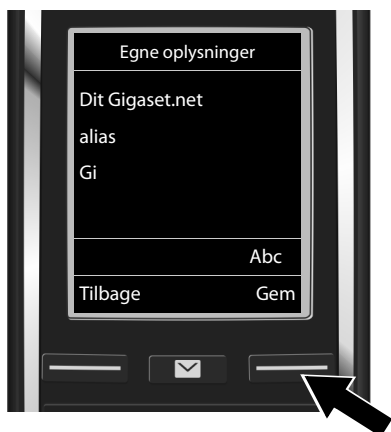 Egne oplysninger
Dit Gigaset.net
alias
Gi
Abc
Tilbage Gem